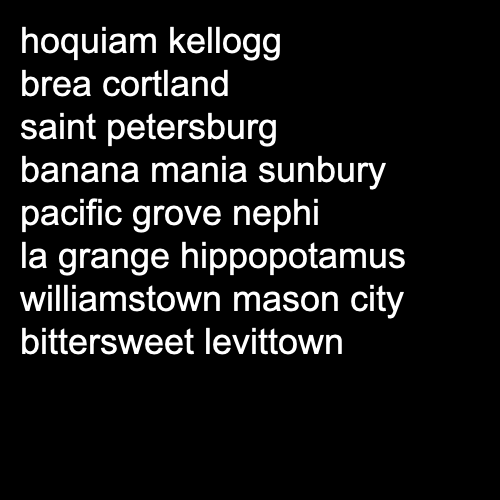 hoquiam kellogg
brea cortland
saint petersburg
banana mania sunbury
pacific grove nephi
la grange hippopotamus
williamstown mason city
bittersweet levittown